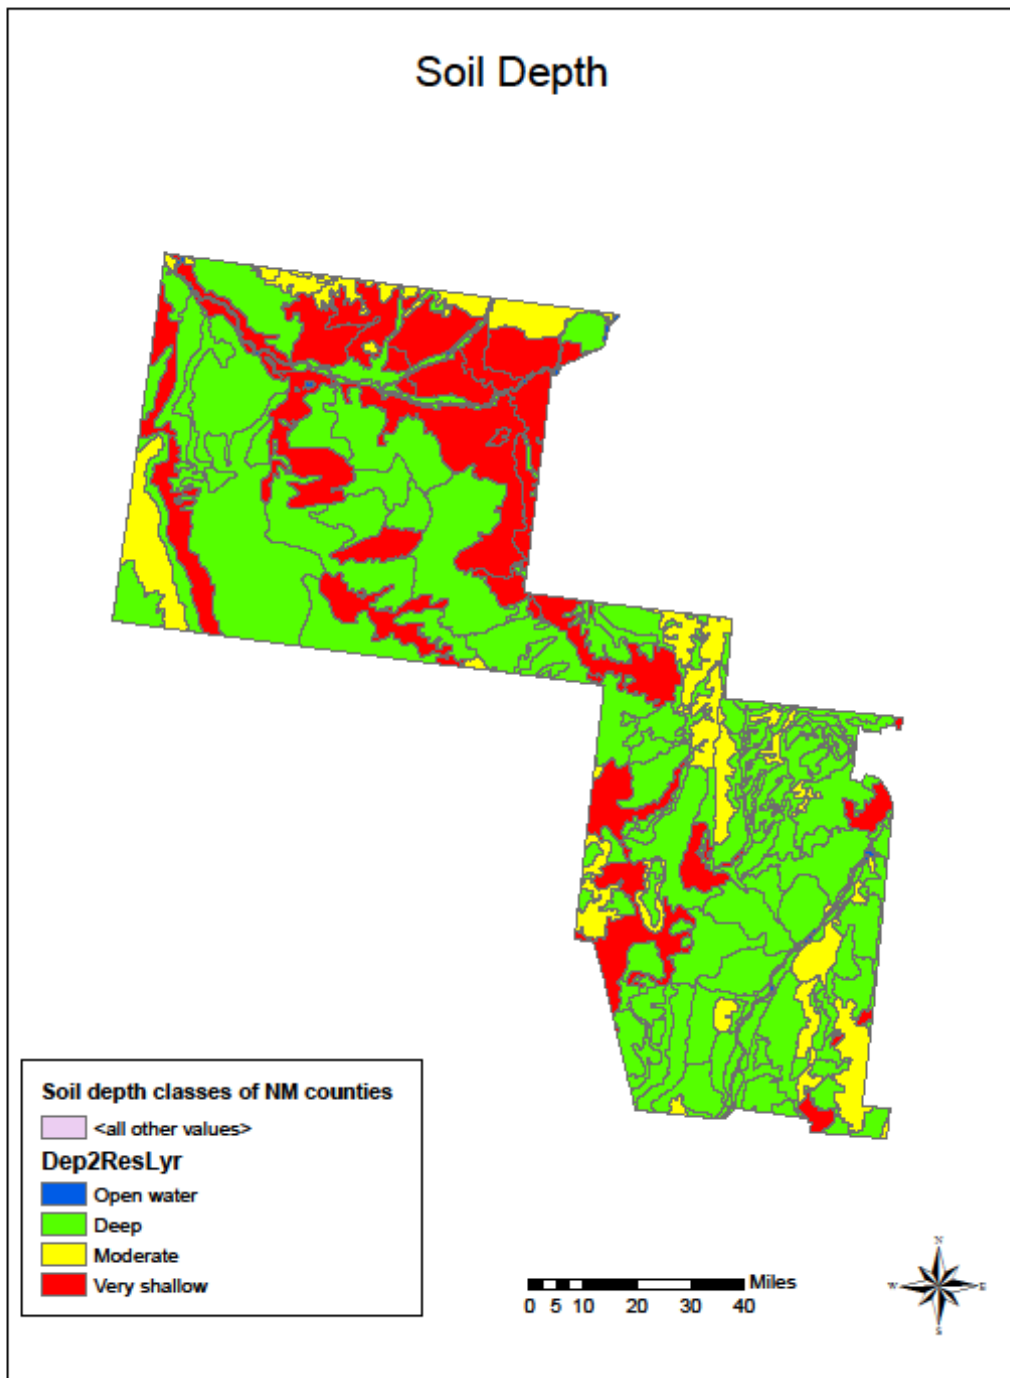 Soil Depth
Soil depth classes of NM counties
<all other values>
Dep2ResLyr
Open water
Deep
Moderate
Very shallow
Miles
0 5 10 20 30 40
N
W E
S